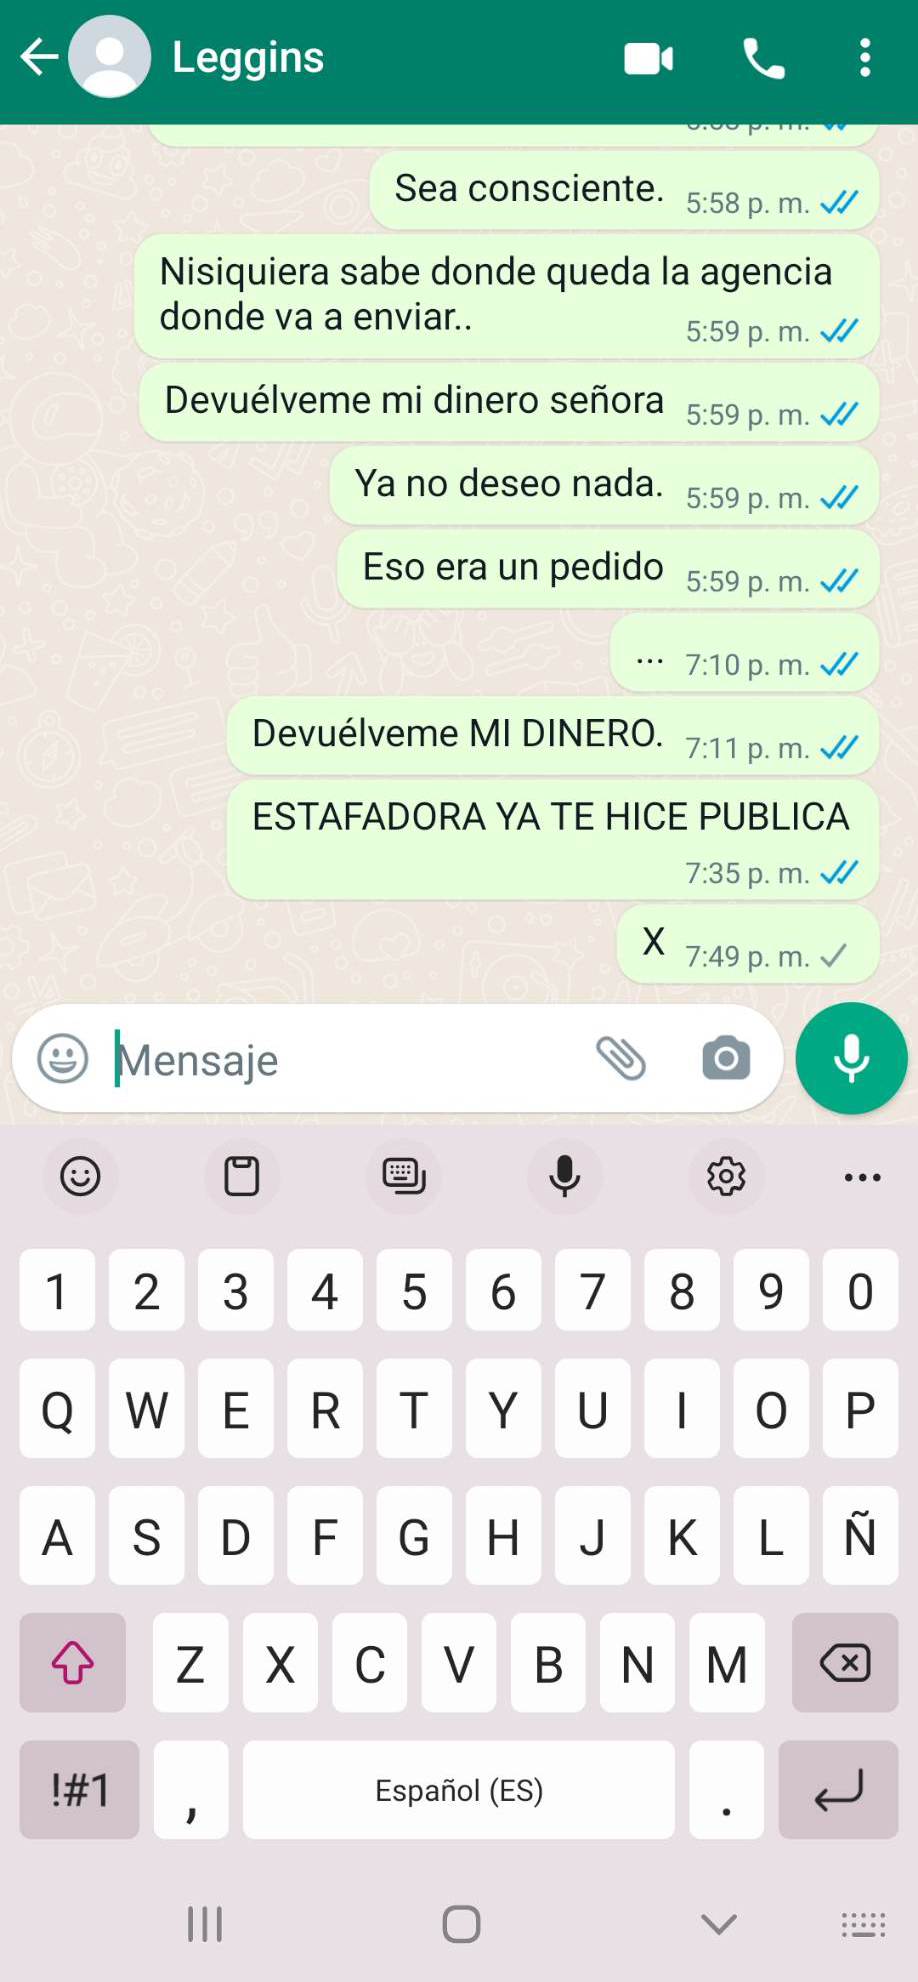 Leggins
Sea consciente. 5:58 p. m.
Nisiquiera sabe donde queda la agencia
donde va a enviar.. 5:59 p. m.
Devuélveme mi dinero señora 5:59 p. m.
Ya no deseo nada. 5:59 p. m.
Eso era un pedido 5:59 p. m.
... 7:10 p. m.
Devuélveme MI DINERO. 7:11 p. m.
ESTAFADORA YA TE HICE PUBLICA
7:35 p. m.
X 7:49 p. m.
Mensaje
1 2 3 4 5 6 7 8 9 0
Q W E R T Y U I O P
A S D F G H J K L Ñ
Z X C V B N M
!#1 , Español (ES) .